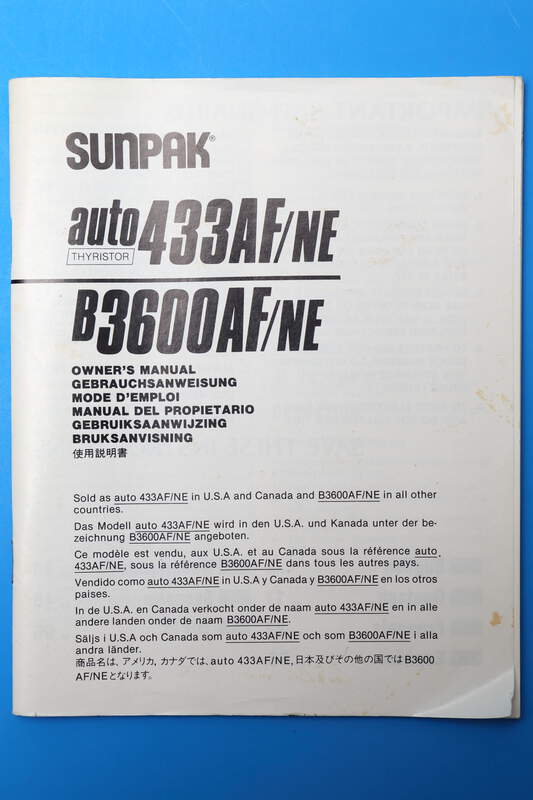 SUNPAK®
auto 433AF/NE
THYRISTOR
B3600AF/NE
OWNER'S MANUAL
GEBRAUCHSANWEISUNG
MODE D'EMPLOI
MANUAL DEL PROPIETARIO
GEBRUIKSAANWIJZING
BRUKSANVISNING
使用説明書
Sold as auto 433AF/NE in U.S.A and Canada and B3600AF/NE in all other
countries.
Das Modell auto 433AF/NE wird in den U.S.A. und Kanada unter der be-
zeichnung B3600AF/NE angeboten.
Ce modèle est vendu, aux U.S.A. et au Canada sous la référence auto
433AF/NE, sous la référence B3600AF/NE dans tous les autres pays.
Vendido como auto 433AF/NE in U.S.A y Canada y B3600AF/NE en los otros
paises.
In de U.S.A. en Canada verkocht onder de naam auto 433AF/NE en in alle
andere landen onder de naam B3600AF/NE.
Säljs i U.S.A och Canada som auto 433AF/NE och som B3600AF/NE i alla
andra länder.
商品名は、アメリカ, カナダでは、auto 433AF/NE, 日本及びその他の国ではB3600
AF/NEとなります。